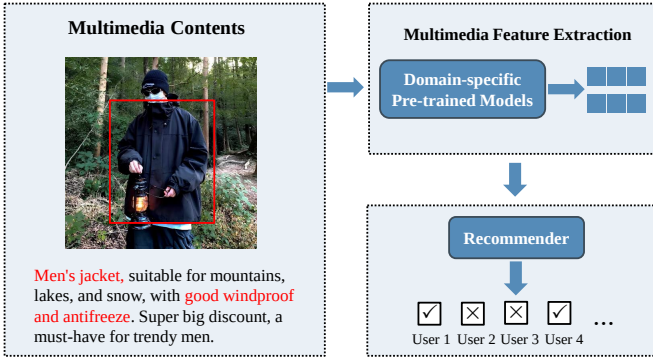 Multimedia Contents
Men's jacket, suitable for mountains,
lakes, and snow, with good windproof
and antifreeze. Super big discount, a
must-have for trendy men.
Multimedia Feature Extraction
Domain-specific
Pre-trained Models
Recommender
User 1 User 2 User 3 User 4 ...